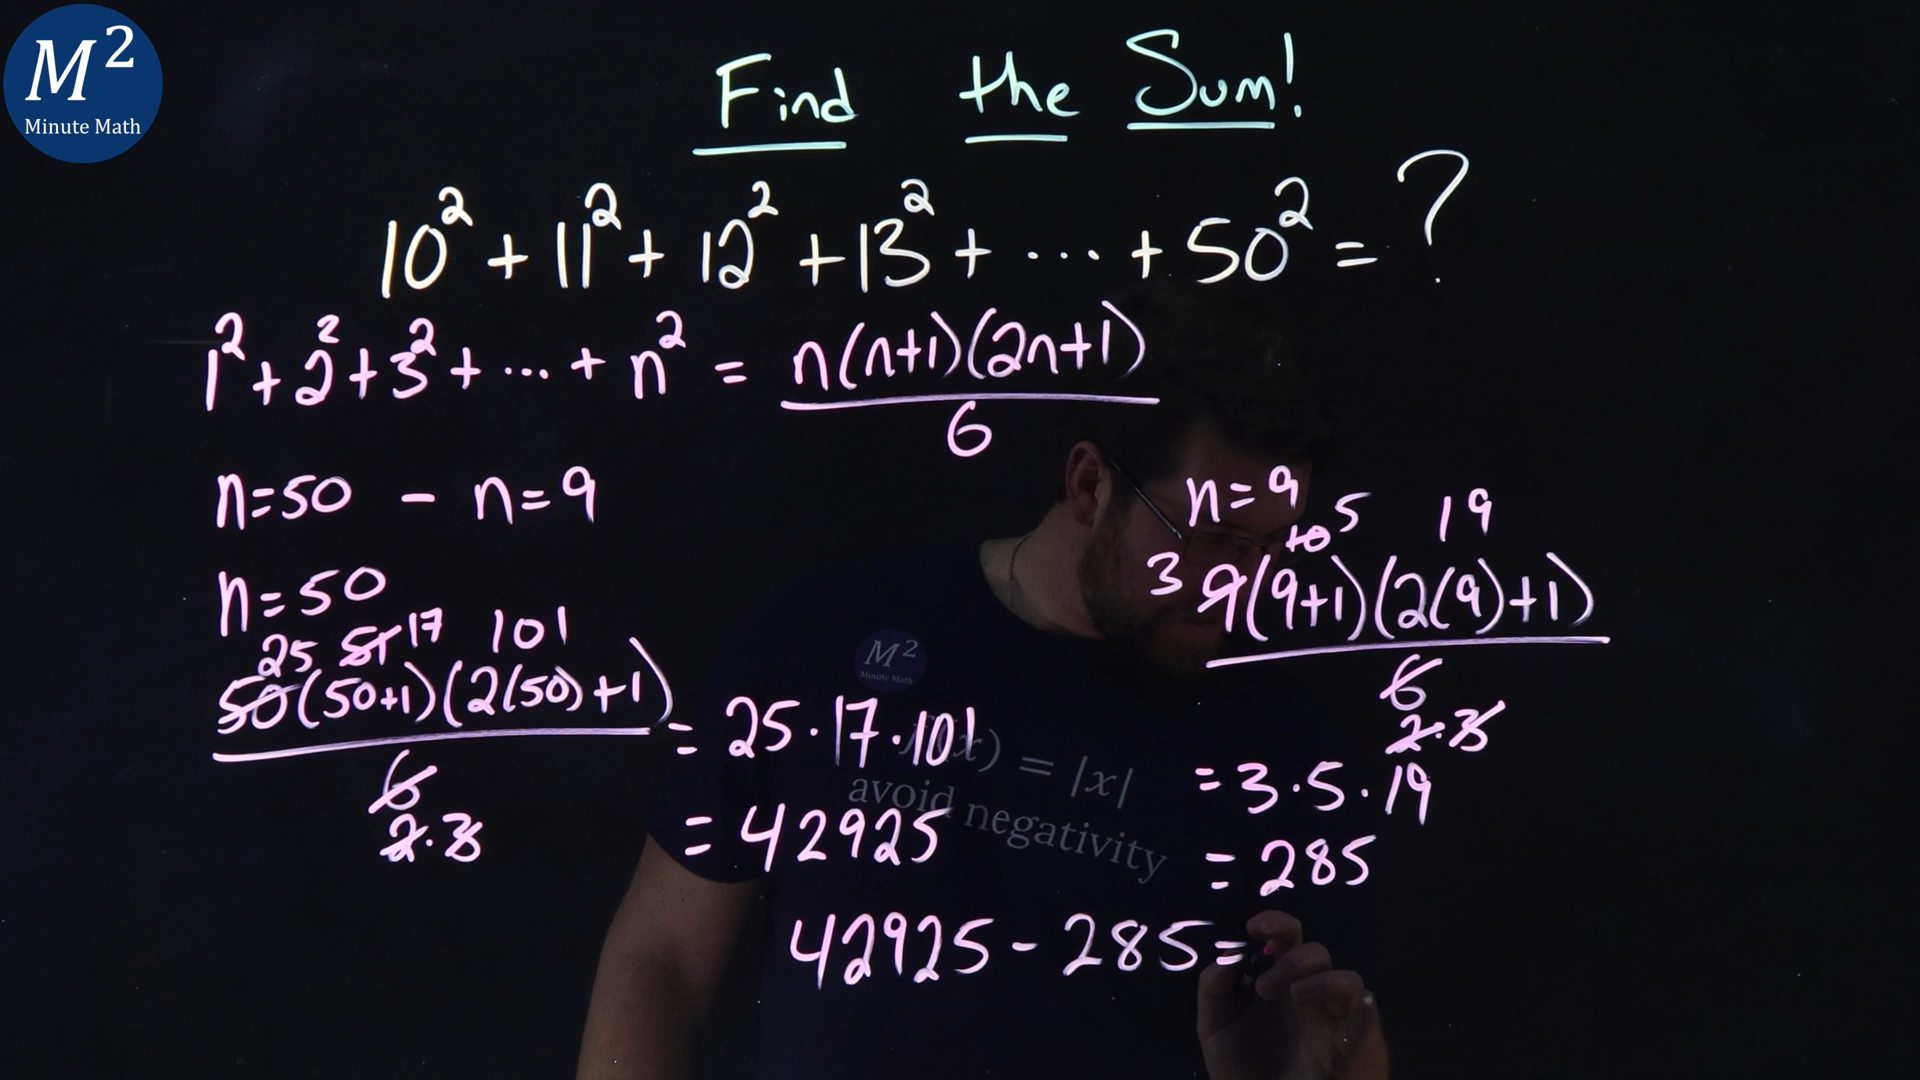 M²
Minute Math
Find the Sum!
10² + 11² + 12² + 13² + ... + 50² = ?
1² + 2² + 3² + ... + n² = n(n+1)(2n+1)
6
n=50 - n=9
n=9
10 5 19
3 9(9+1)(2(9)+1)
6
2·3
= 3·5·19
= 285
n=50
25 51 17 101
50(50+1)(2(50)+1)
6
2·3
= 25·17·101
= 42925
42925 - 285 =
M²
Minute Math
f(x) = |x|
avoid negativity